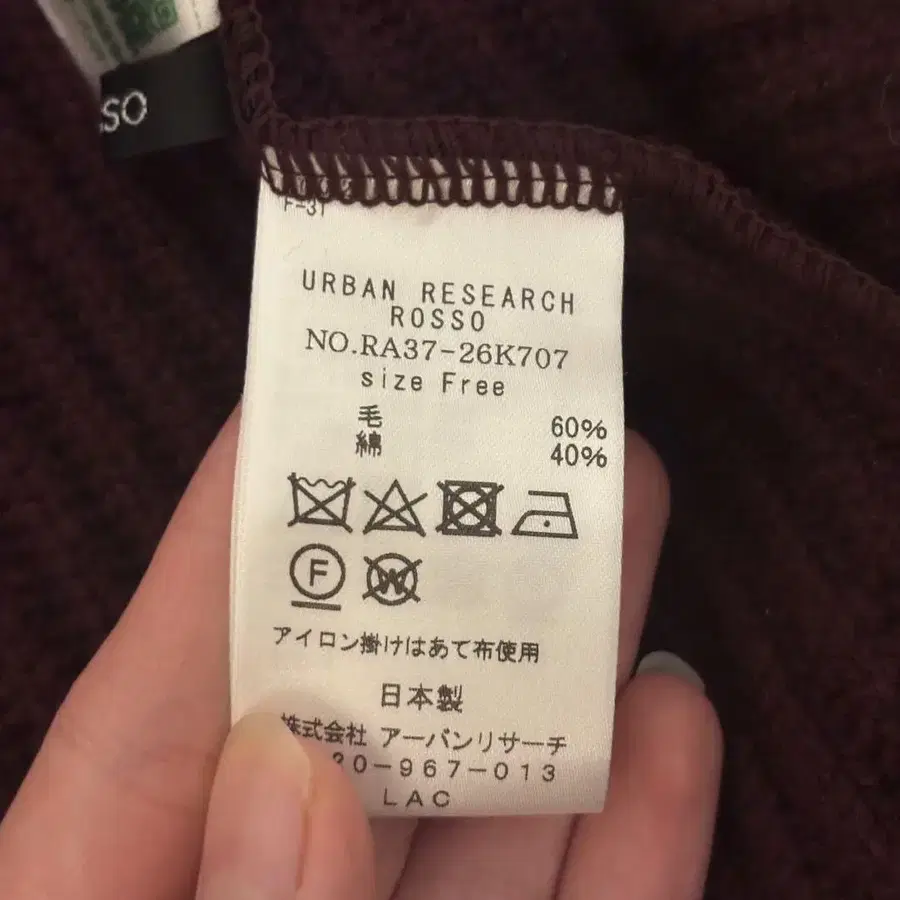 SSO
F-31
URBAN RESEARCH
ROSSO
NO.RA37-26K707
size Free
毛 60%
綿 40%
F
W
アイロン掛けはあて布使用
日本製
株式会社 アーバンリサーチ
20-967-013
LAC